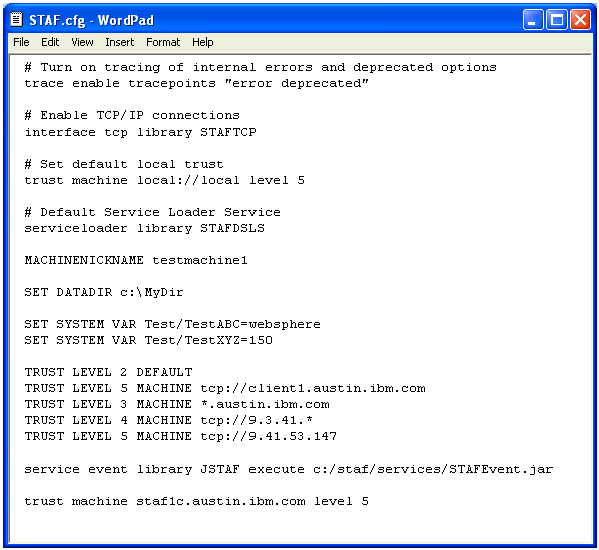 STAF.cfg - WordPad
File Edit View Insert Format Help
# Turn on tracing of internal errors and deprecated options
trace enable tracepoints "error deprecated"
# Enable TCP/IP connections
interface tcp library STAFTCP
# Set default local trust
trust machine local://local level 5
# Default Service Loader Service
serviceloader library STAFDSLS
MACHINENICKNAME testmachine1
SET DATADIR c:\MyDir
SET SYSTEM VAR Test/TestABC=websphere
SET SYSTEM VAR Test/TestXYZ=150
TRUST LEVEL 2 DEFAULT
TRUST LEVEL 5 MACHINE tcp://client1.austin.ibm.com
TRUST LEVEL 3 MACHINE *.austin.ibm.com
TRUST LEVEL 4 MACHINE tcp://9.3.41.*
TRUST LEVEL 5 MACHINE tcp://9.41.53.147
service event library JSTAF execute c:/staf/services/STAFEvent.jar
trust machine staf1c.austin.ibm.com level 5